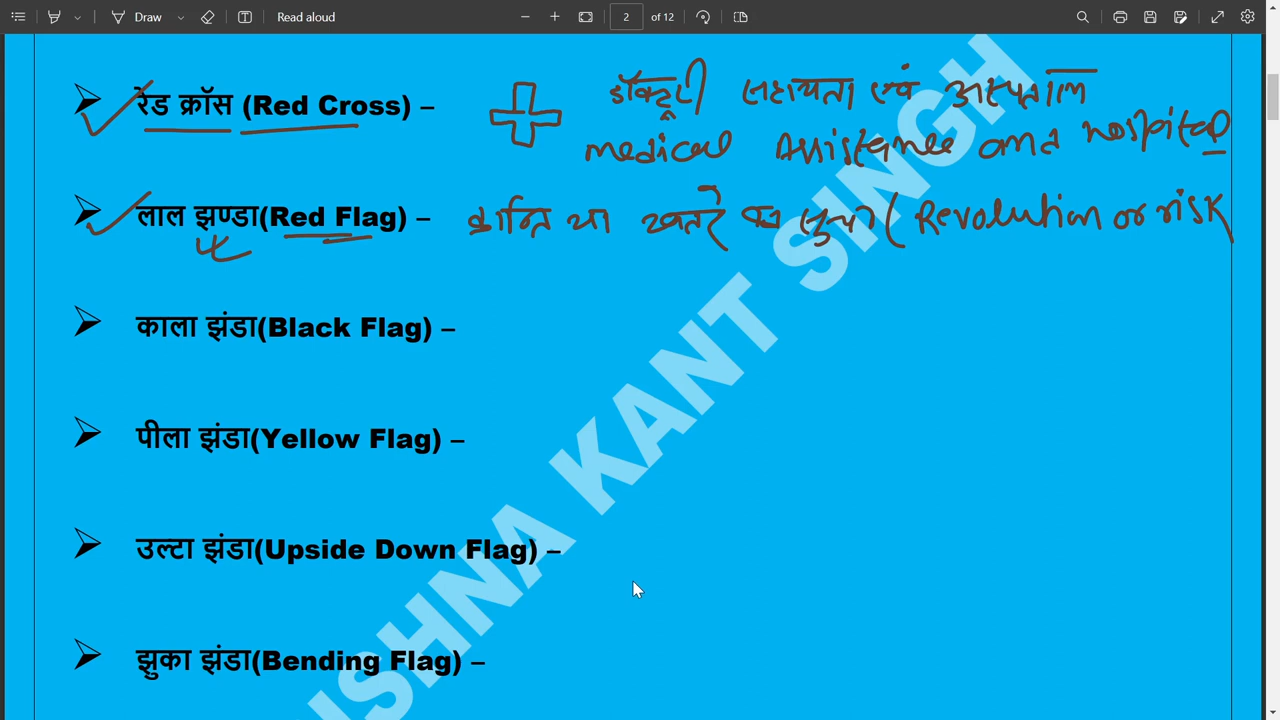 Draw
Read aloud
2 of 12
रेड क्रॉस (Red Cross) – डॉक्टरी सहायता एवं अस्पताल
medical Assistance and hospital
लाल झण्डा(Red Flag) – क्रान्ति या खतरे का सूचक (Revolution or risk
काला झंडा(Black Flag) –
पीला झंडा(Yellow Flag) –
उल्टा झंडा(Upside Down Flag) –
झुका झंडा(Bending Flag) –
ISHNA KANT SINGH